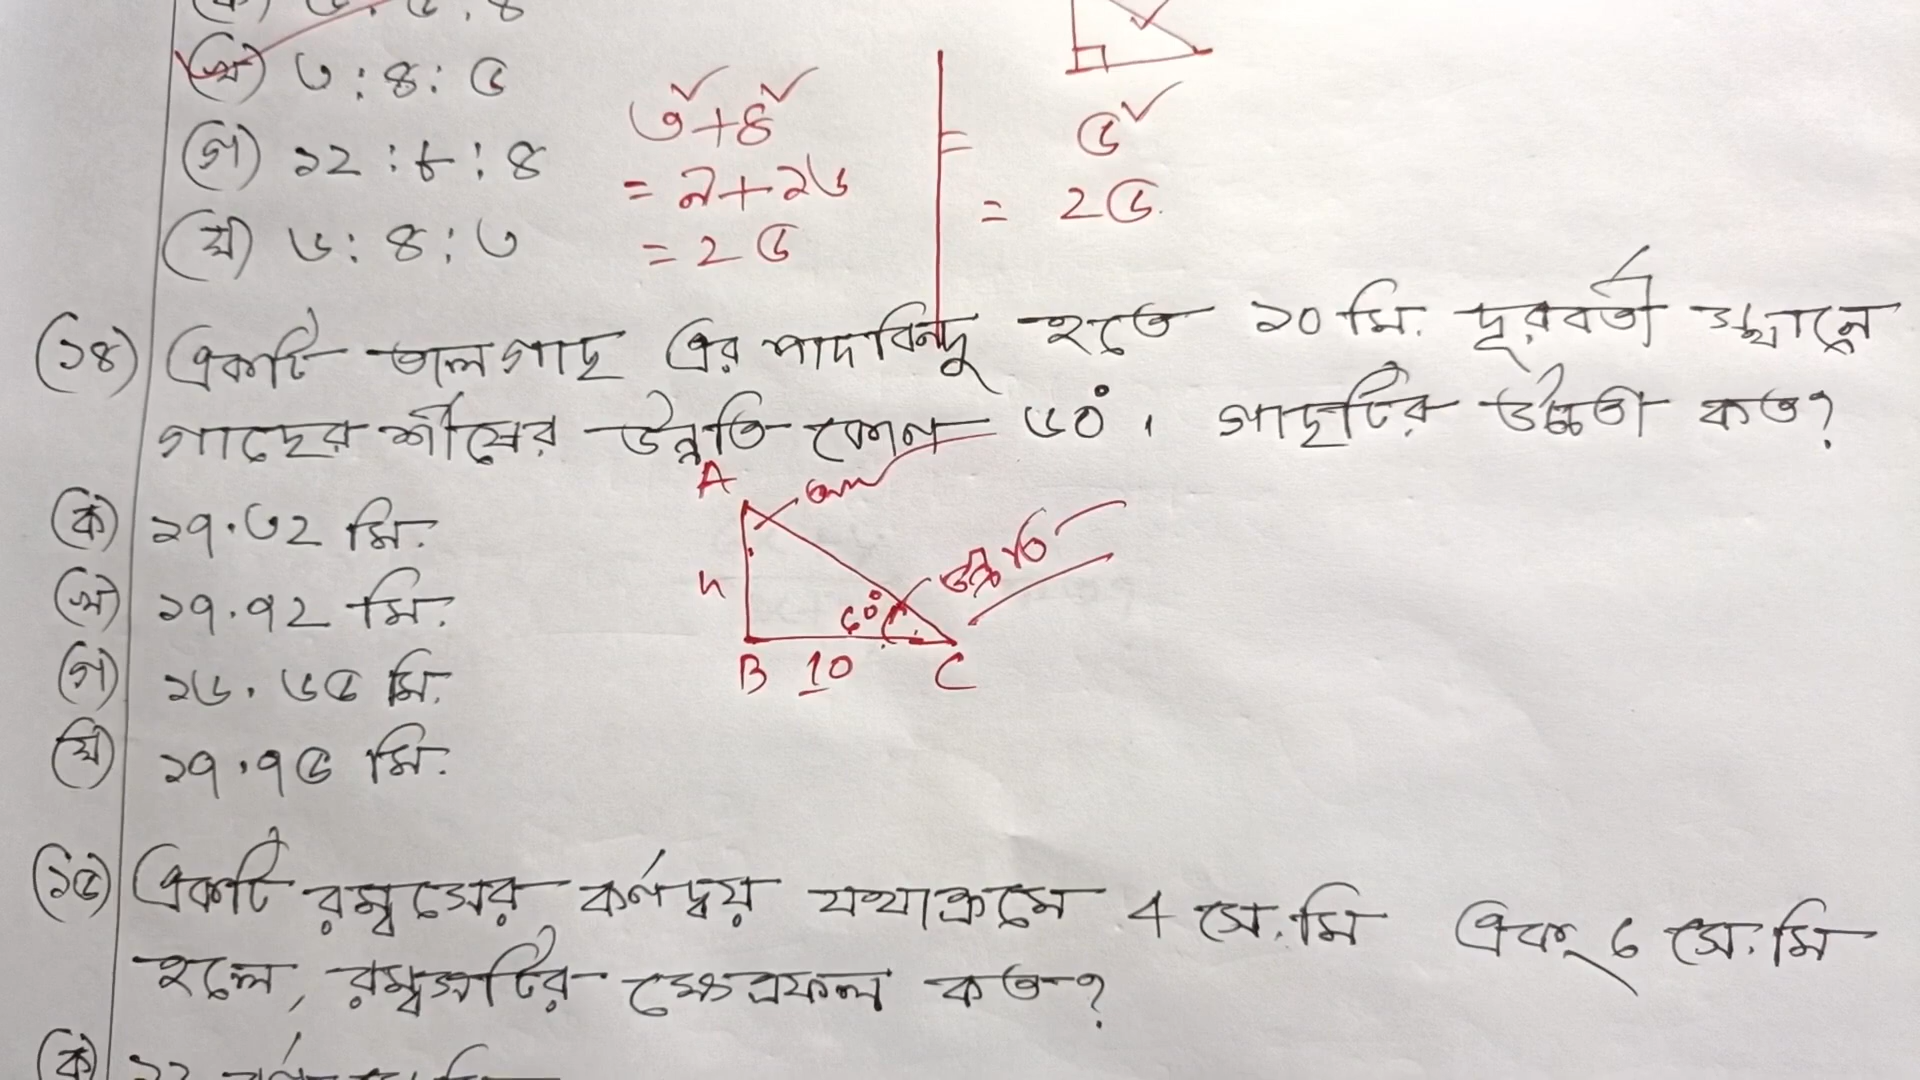 (খ) ৩ : ৪ : ৫
(গ) ১২ : ৮ : ৪
(ঘ) ৬ : ৪ : ৩
৩² + ৪² = ৫²
= ৯ + ১৬ = ২৫
= ২৫
(১৪) একটি তালগাছ এর পাদবিন্দু হতে ১০ মি. দূরবর্তী স্থানে
গাছের শীর্ষের উন্নতি কোণ ৬০°। গাছটির উচ্চতা কত?
(ক) ১৭.৩২ মি.
(খ) ১৭.৭২ মি.
(গ) ১৬.৬৫ মি.
(ঘ) ১৭.৭৫ মি.
A
h 60° উন্নতি
B 10 C
(১৫) একটি রম্বসের কর্ণদ্বয় যথাক্রমে 4 সে.মি এবং 6 সে.মি
হলে, রম্বসটির ক্ষেত্রফল কত?
(ক)